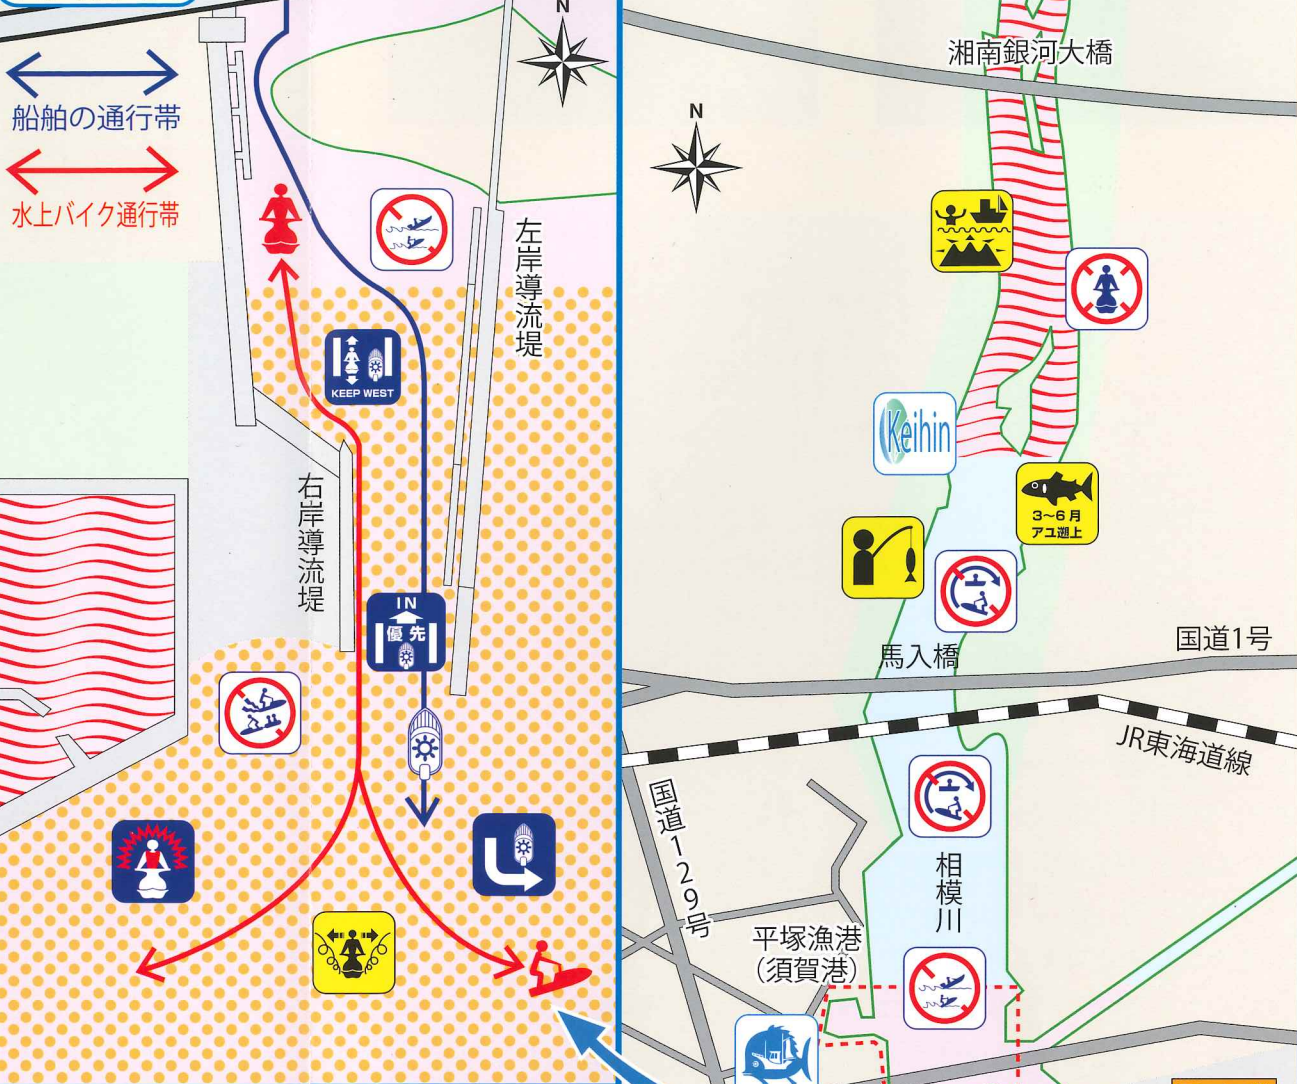 N
船舶の通行帯
水上バイク通行帯
左岸導流堤
KEEP WEST
右岸導流堤
IN
優先
湘南銀河大橋
N
Keihin
3~6月
アユ遡上
馬入橋
国道1号
JR東海道線
国道129号
相模川
平塚漁港
(須賀港)